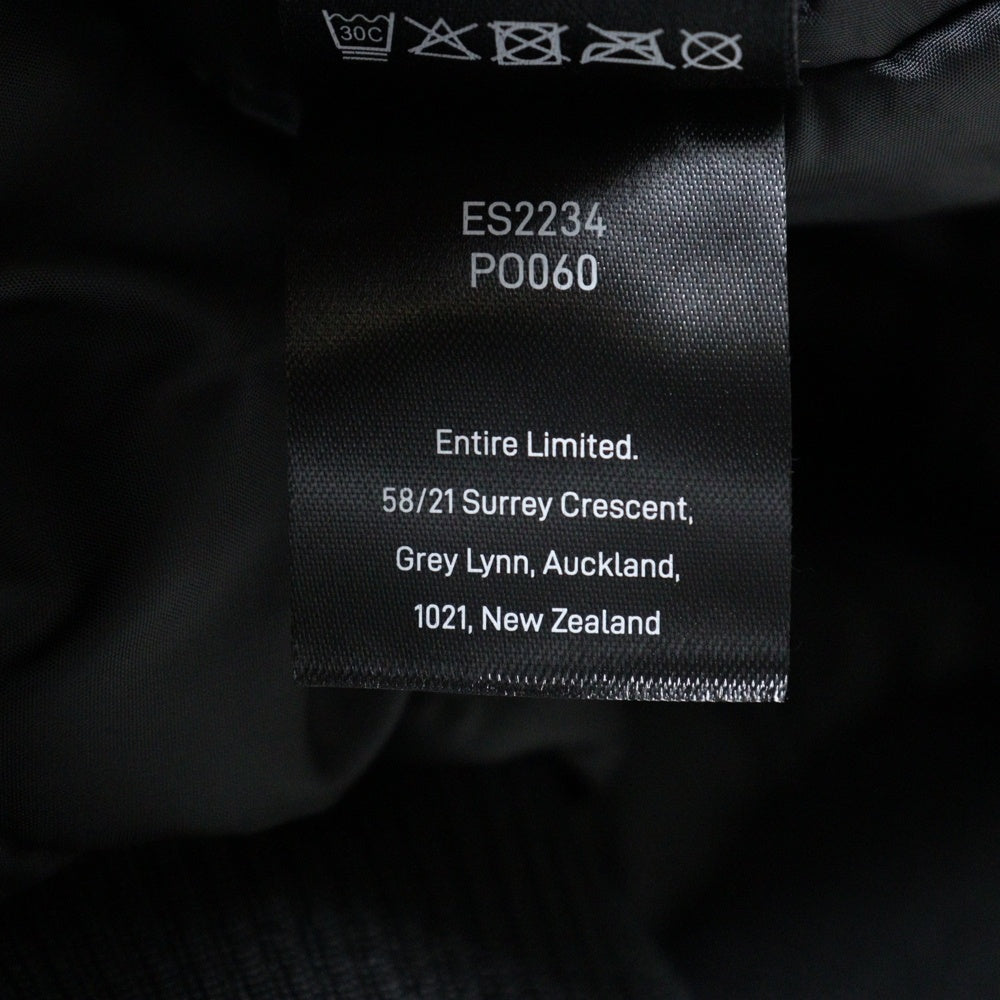 30C
ES2234
PO060
Entire Limited.
58/21 Surrey Crescent,
Grey Lynn, Auckland,
1021, New Zealand